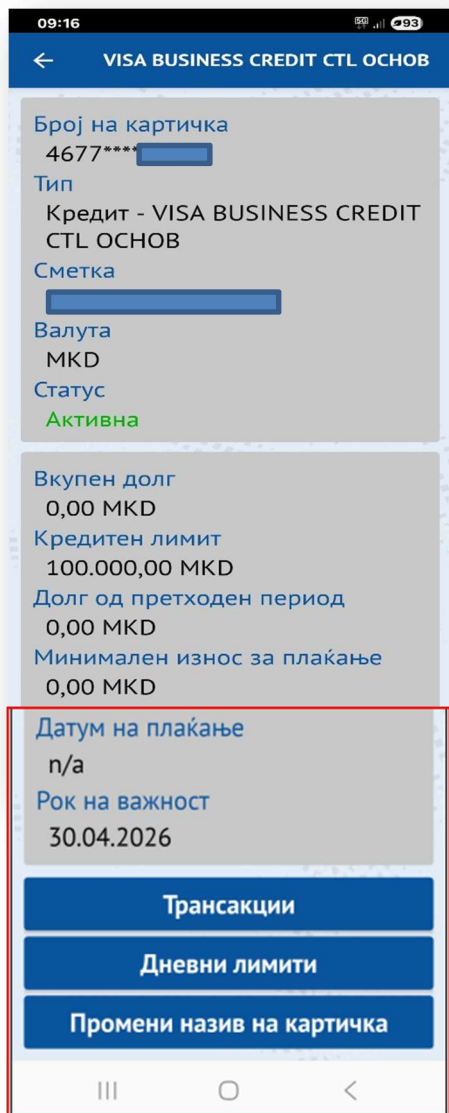 09:16
5G 93
VISA BUSINESS CREDIT CTL ОСНОВ
Број на картичка
4677****
Тип
Кредит - VISA BUSINESS CREDIT
CTL ОСНОВ
Сметка
Валута
MKD
Статус
Активна
Вкупен долг
0,00 MKD
Кредитен лимит
100.000,00 MKD
Долг од претходен период
0,00 MKD
Минимален износ за плаќање
0,00 MKD
Датум на плаќање
n/a
Рок на важност
30.04.2026
Трансакции
Дневни лимити
Промени назив на картичка